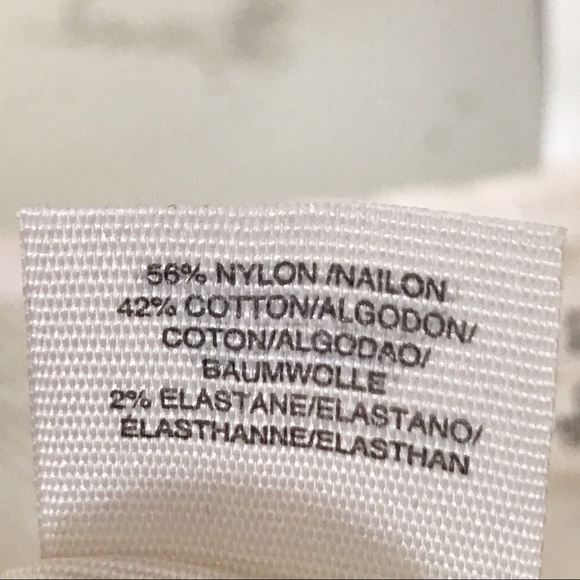 56% NYLON /NAILON
42% COTTON/ALGODON/
COTON/ALGODAO/
BAUMWOLLE
2% ELASTANE/ELASTANO/
ELASTHANNE/ELASTHAN